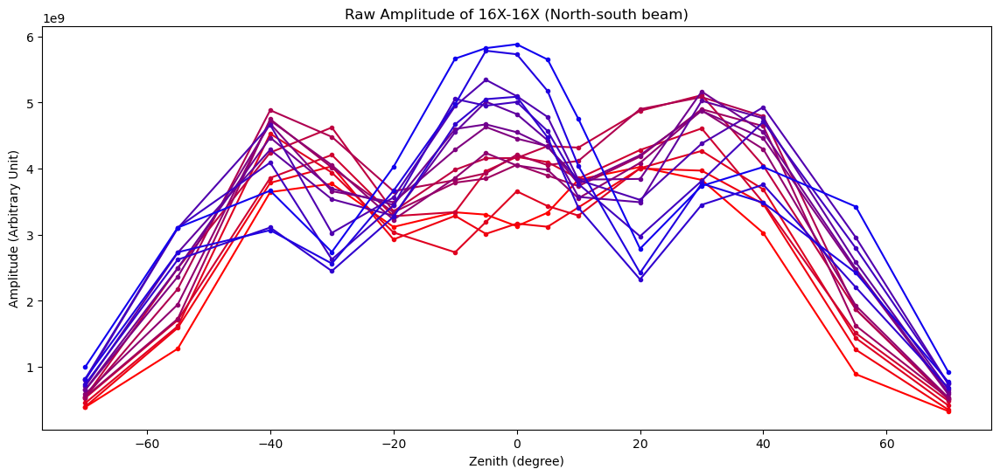 Raw Amplitude of 16X-16X (North-south beam)
1e9
6
5
4
3
2
1
Amplitude (Arbitrary Unit)
−60 −40 −20 0 20 40 60
Zenith (degree)